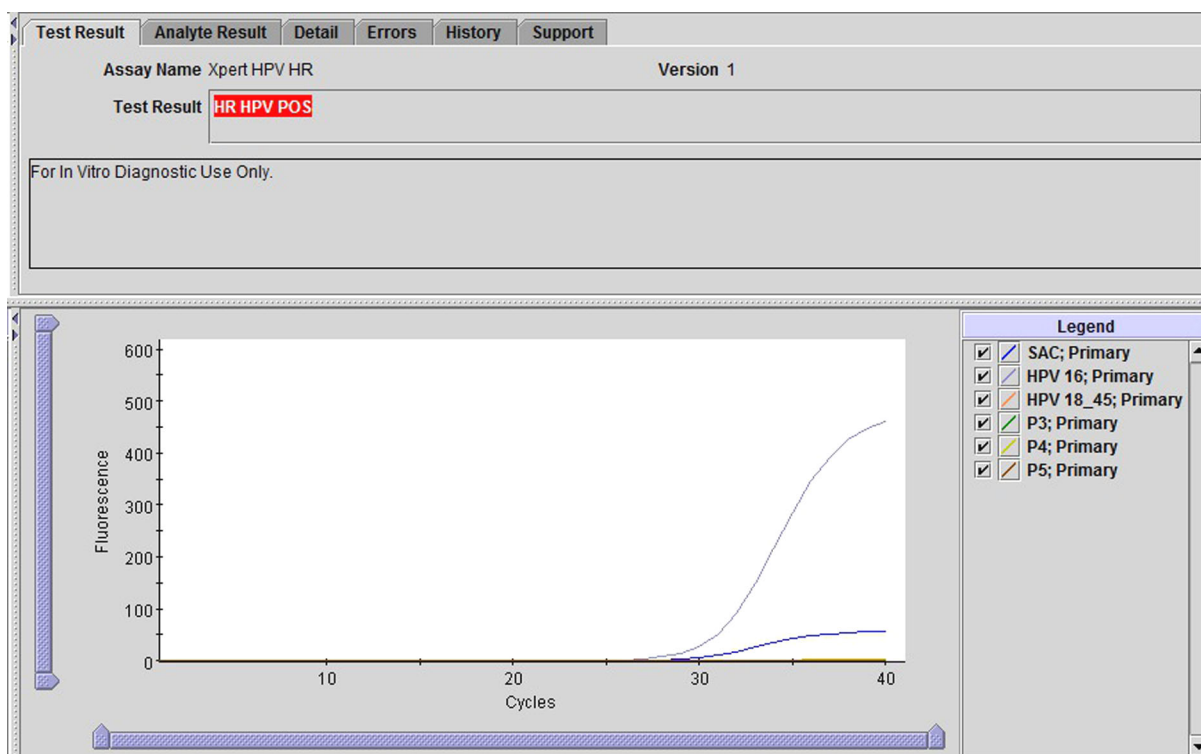 Test Result Analyte Result Detail Errors History Support
Assay Name Xpert HPV HR Version 1
Test Result HR HPV POS
For In Vitro Diagnostic Use Only.
600
500
400
300
200
100
0
Fluorescence
10 20 30 40
Cycles
Legend
SAC; Primary
HPV 16; Primary
HPV 18_45; Primary
P3; Primary
P4; Primary
P5; Primary